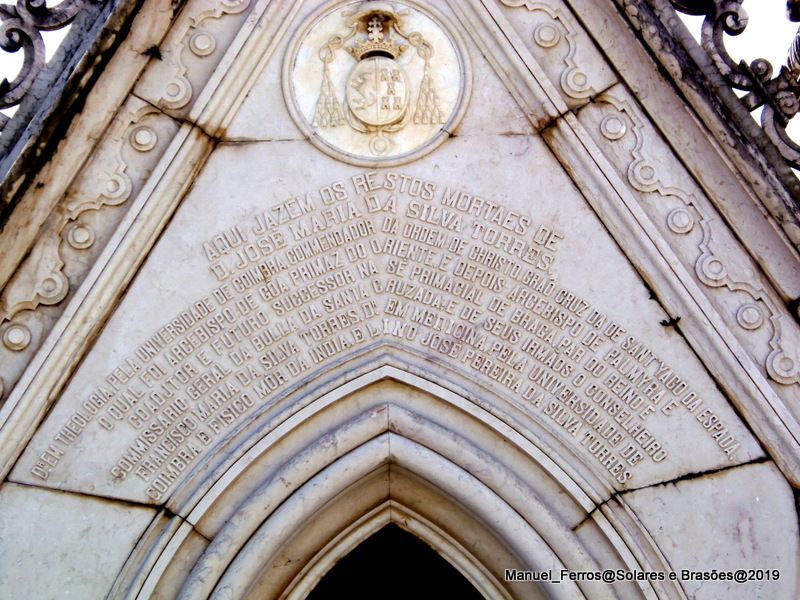 AQUI JAZEM OS RESTOS MORTAES DE
D. JOSÉ MARIA DA SILVA TORRES,
DR. EM THEOLOGIA PELA UNIVERSIDADE DE COIMBRA, COMMENDADOR DA ORDEM DE CHRISTO, GRÃO CRUZ DA DE SANT'YAGO DA ESPADA,
O QUAL FOI ARCEBISPO DE GOA PRIMAZ DO ORIENTE E DEPOIS ARCEBISPO DE PALMYRA E
COADJUTOR E FUTURO SUCCESSOR NA SÉ PRIMACIAL DE BRAGA, PAR DO REINO E
COMMISSARIO GERAL DA BULLA DA SANTA CRUZADA E DE SEUS IRMÃOS O CONSELHEIRO
FRANCISCO MARIA DA SILVA TORRES, DR. EM MEDICINA PELA UNIVERSIDADE DE
COIMBRA E FISICO MÓR DA INDIA, E LINO JOSÉ PEREIRA DA SILVA TORRES
Manuel_Ferros@Solares e Brasões@2019